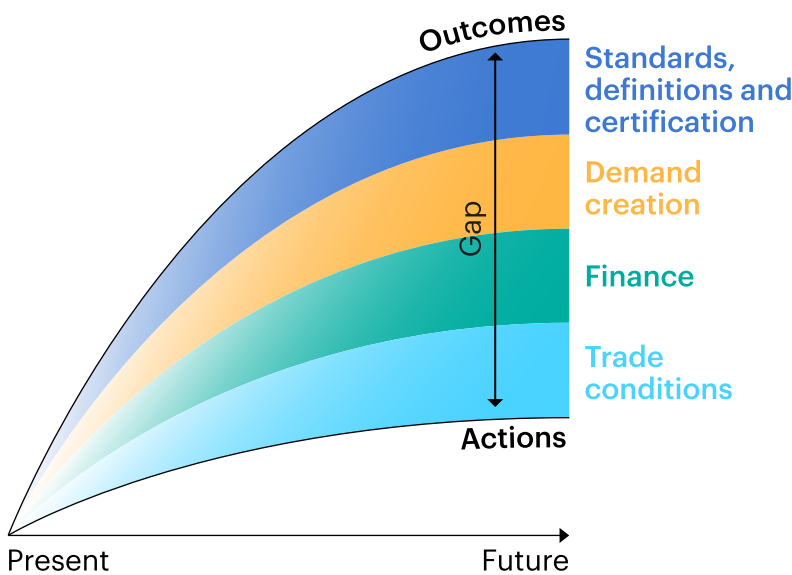 Outcomes
Standards,
definitions and
certification
Demand
creation
Gap
Finance
Trade
conditions
Actions
Present
Future